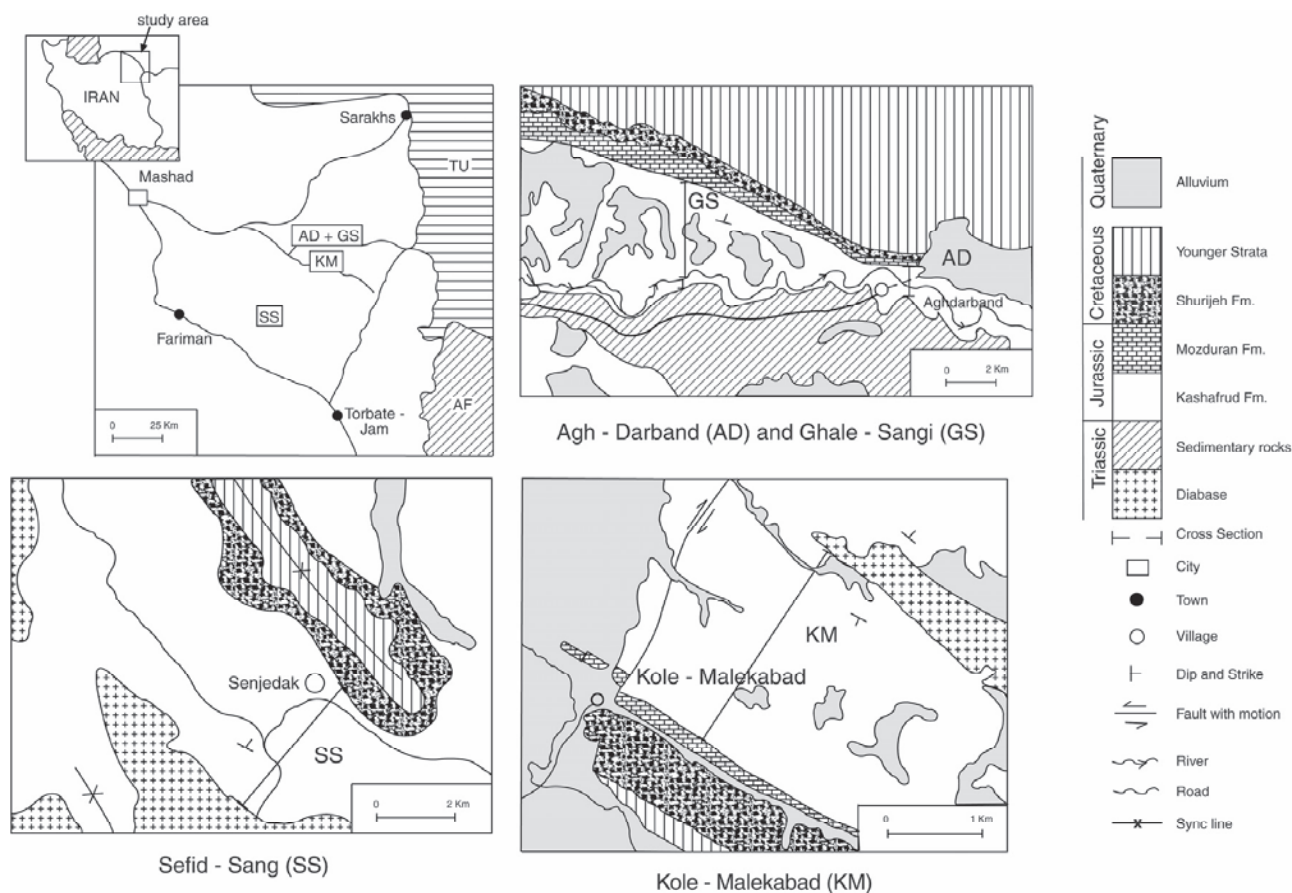 study area
IRAN
Sarakhs
TU
Mashad
AD + GS
KM
SS
Fariman
AF
Torbate -
Jam
0 25 Km
GS
AD
Aghdarband
0 2 Km
Agh - Darband (AD) and Ghale - Sangi (GS)
Senjedak
SS
0 2 Km
Sefid - Sang (SS)
KM
Kole - Malekabad
0 1 Km
Kole - Malekabad (KM)
Quaternary
Cretaceous
Jurassic
Triassic
Alluvium
Younger Strata
Shurijeh Fm.
Mozduran Fm.
Kashafrud Fm.
Sedimentary rocks
Diabase
Cross Section
City
Town
Village
Dip and Strike
Fault with motion
River
Road
Sync line